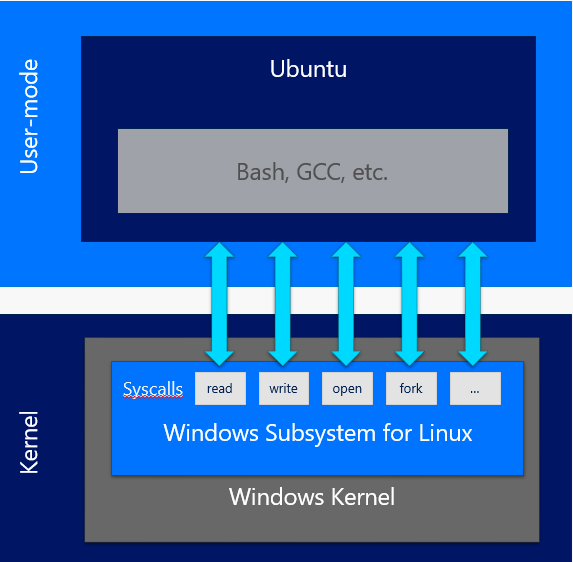 User-mode
Ubuntu
Bash, GCC, etc.
Kernel
Syscalls read write open fork ...
Windows Subsystem for Linux
Windows Kernel